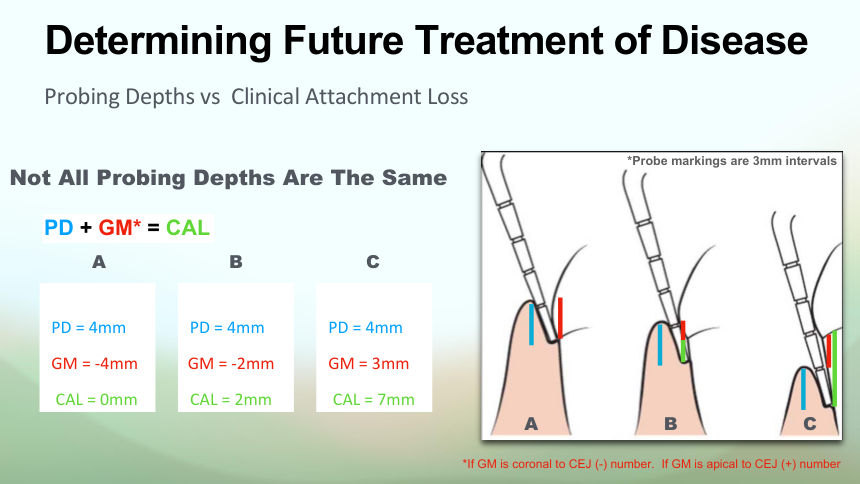 Determining Future Treatment of Disease
Probing Depths vs Clinical Attachment Loss
Not All Probing Depths Are The Same
PD + GM* = CAL
A B C
PD = 4mm PD = 4mm PD = 4mm
GM = -4mm GM = -2mm GM = 3mm
CAL = 0mm CAL = 2mm CAL = 7mm
*Probe markings are 3mm intervals
A B C
*If GM is coronal to CEJ (-) number. If GM is apical to CEJ (+) number